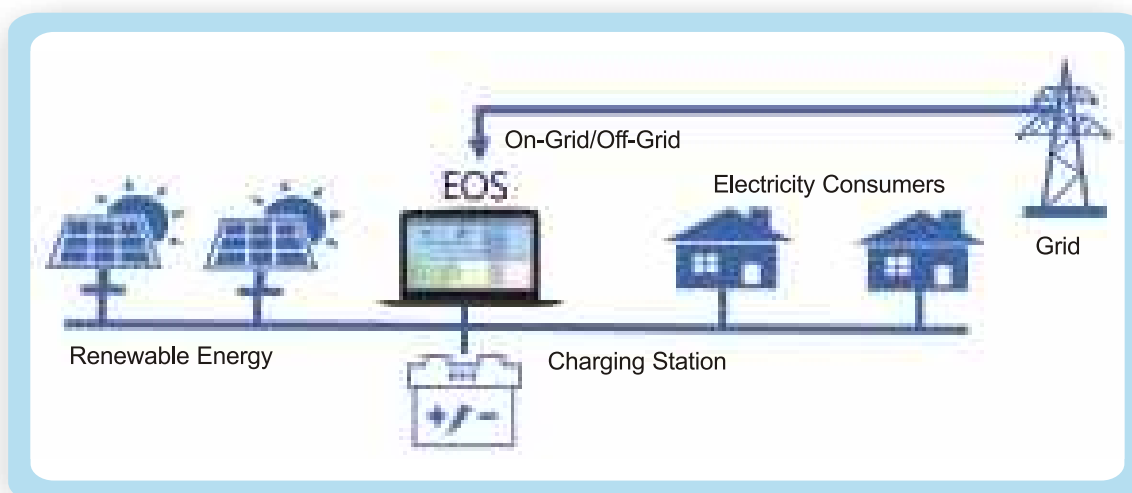 On-Grid/Off-Grid
EOS
Electricity Consumers
Grid
Renewable Energy
Charging Station
+ / -